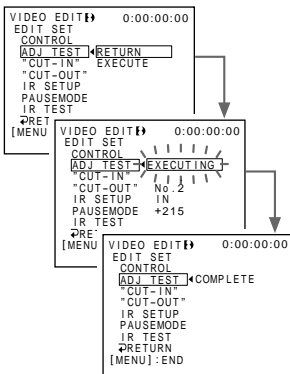 VIDEO EDIT 0:00:00:00
EDIT SET
CONTROL
ADJ TEST RETURN
"CUT-IN" EXECUTE
"CUT-OUT"
IR SETUP
PAUSEMODE
IR TEST
RET
[MENU
VIDEO EDIT 0:00:00:00
EDIT SET
CONTROL
ADJ TEST EXECUTING
"CUT-IN"
"CUT-OUT" No.2
IR SETUP IN
PAUSEMODE +215
IR TEST
RE
[MENU
VIDEO EDIT 0:00:00:00
EDIT SET
CONTROL
ADJ TEST COMPLETE
"CUT-IN"
"CUT-OUT"
IR SETUP
PAUSEMODE
IR TEST
RETURN
[MENU]:END